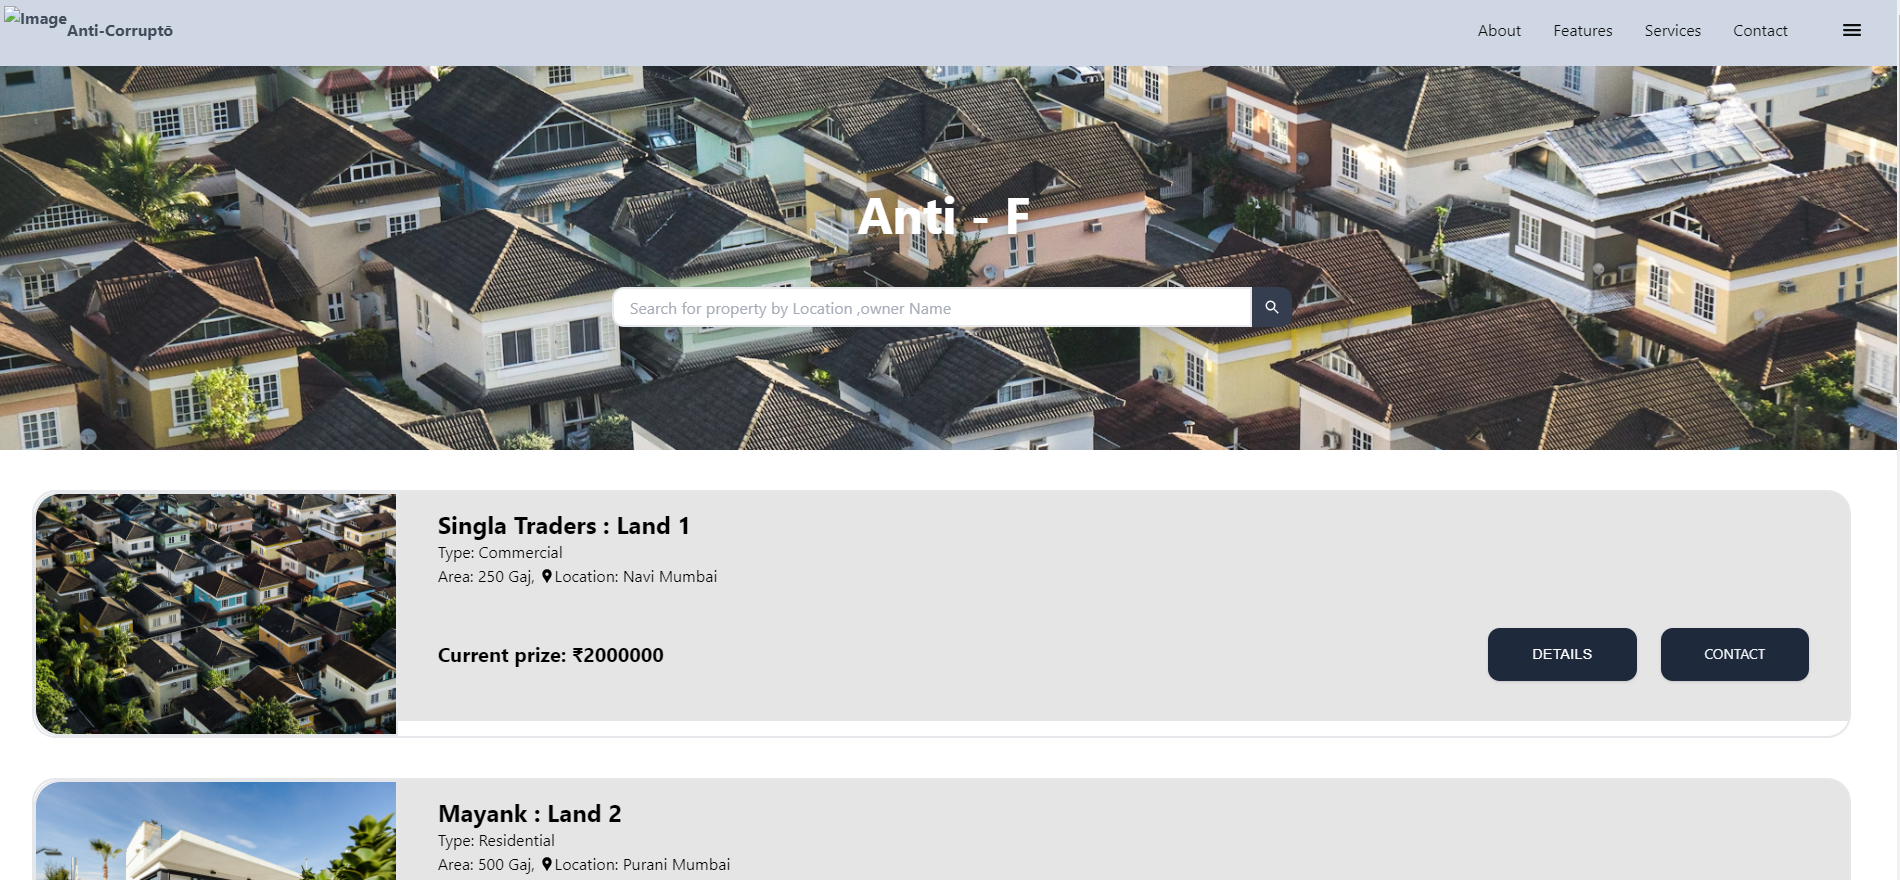 Image
Anti-Corruptō
About Features Services Contact
Anti - F
Search for property by Location ,owner Name
Singla Traders : Land 1
Type: Commercial
Area: 250 Gaj, Location: Navi Mumbai
Current prize: ₹2000000
DETAILS CONTACT
Mayank : Land 2
Type: Residential
Area: 500 Gaj, Location: Purani Mumbai